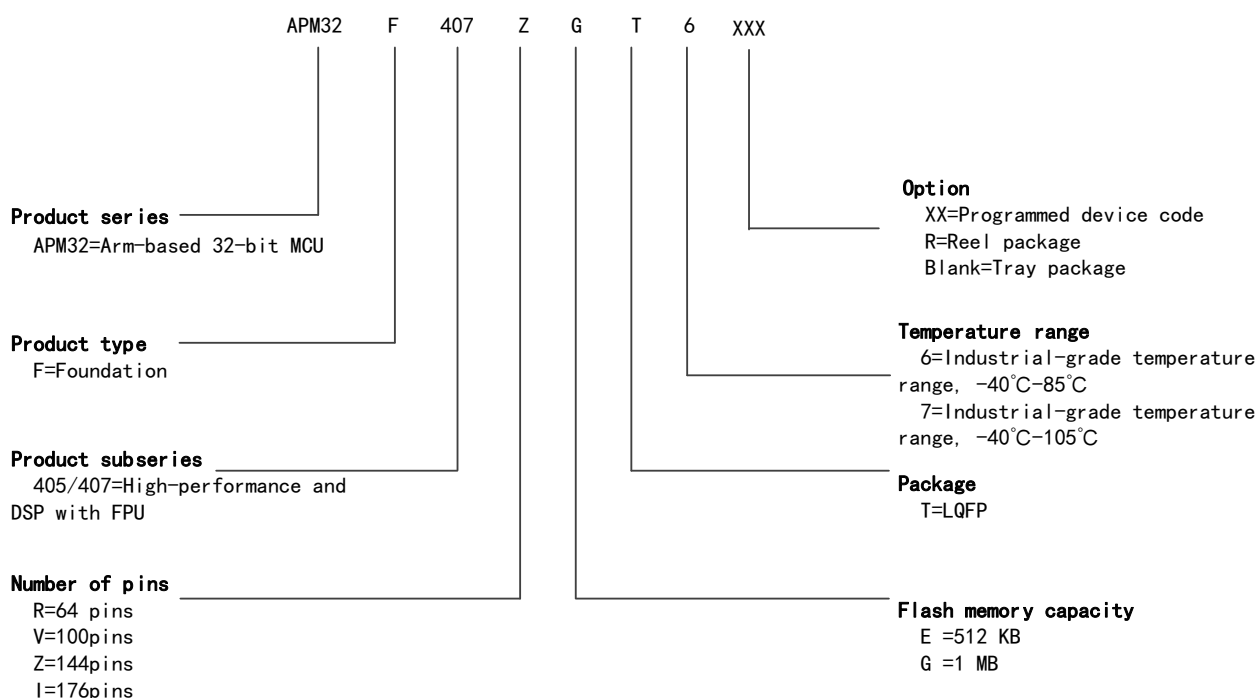 APM32 F 407 Z G T 6 XXX
Product series
APM32=Arm-based 32-bit MCU
Product type
F=Foundation
Product subseries
405/407=High-performance and
DSP with FPU
Number of pins
R=64 pins
V=100pins
Z=144pins
I=176pins
Option
XX=Programmed device code
R=Reel package
Blank=Tray package
Temperature range
6=Industrial-grade temperature
range, -40℃-85℃
7=Industrial-grade temperature
range, -40℃-105℃
Package
T=LQFP
Flash memory capacity
E =512 KB
G =1 MB